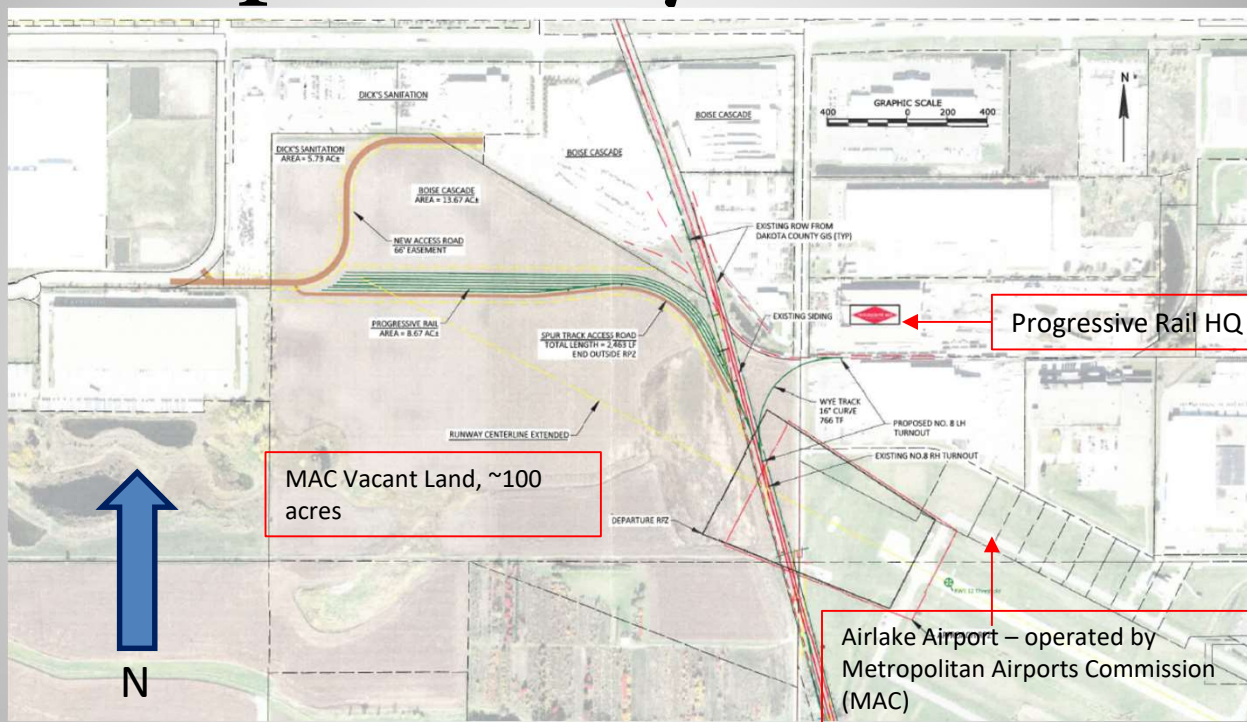 DICK'S SANITATION
BOISE CASCADE
GRAPHIC SCALE
400 0 200 400
N
DICK'S SANITATION
AREA = 5.73 AC±
BOISE CASCADE
BOISE CASCADE
AREA = 13.67 AC±
NEW ACCESS ROAD
66' EASEMENT
EXISTING ROW FROM
DAKOTA COUNTY GIS (TYP)
PROGRESSIVE RAIL
AREA = 8.67 AC±
SPUR TRACK ACCESS ROAD
TOTAL LENGTH = 2,463 LF
END OUTSIDE RPZ
EXISTING SIDING
Progressive Rail HQ
WYE TRACK
16° CURVE
766 TF
PROPOSED NO. 8 LH
TURNOUT
RUNWAY CENTERLINE EXTENDED
EXISTING NO.8 RH TURNOUT
MAC Vacant Land, ~100
acres
DEPARTURE RPZ
N
Airlake Airport – operated by
Metropolitan Airports Commission
(MAC)